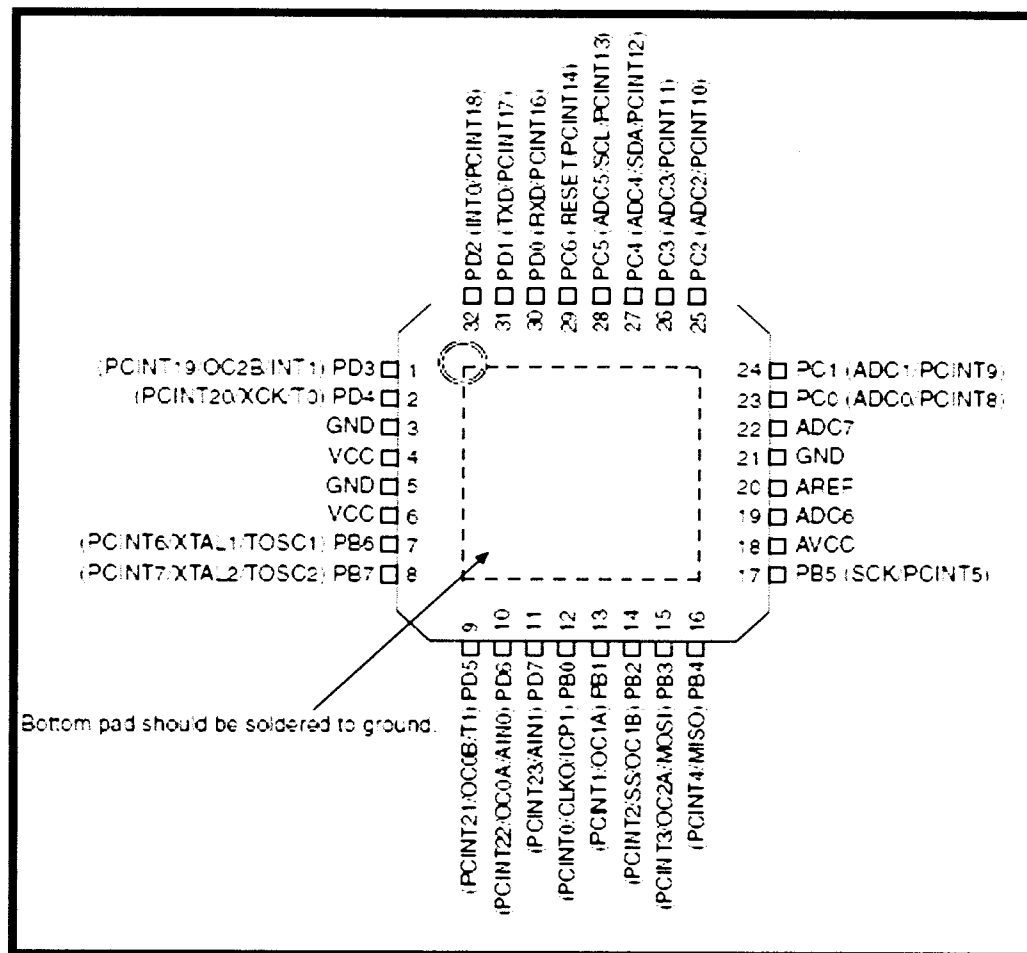 32 PD2 (INT0/PCINT18)
31 PD1 (TXD/PCINT17)
30 PD0 (RXD/PCINT16)
29 PC6 (RESET/PCINT14)
28 PC5 (ADC5/SCL/PCINT13)
27 PC4 (ADC4/SDA/PCINT12)
26 PC3 (ADC3/PCINT11)
25 PC2 (ADC2/PCINT10)
(PCINT19/OC2B/INT1) PD3 1
(PCINT20/XCK/T0) PD4 2
GND 3
VCC 4
GND 5
VCC 6
(PCINT6/XTAL1/TOSC1) PB6 7
(PCINT7/XTAL2/TOSC2) PB7 8
24 PC1 (ADC1/PCINT9)
23 PC0 (ADC0/PCINT8)
22 ADC7
21 GND
20 AREF
19 ADC6
18 AVCC
17 PB5 (SCK/PCINT5)
(PCINT21/OC0B/T1) PD5 9
(PCINT22/OC0A/AIN0) PD6 10
(PCINT23/AIN1) PD7 11
(PCINT0/CLKO/ICP1) PB0 12
(PCINT1/OC1A) PB1 13
(PCINT2/SS/OC1B) PB2 14
(PCINT3/OC2A/MOSI) PB3 15
(PCINT4/MISO) PB4 16
Bottom pad should be soldered to ground.